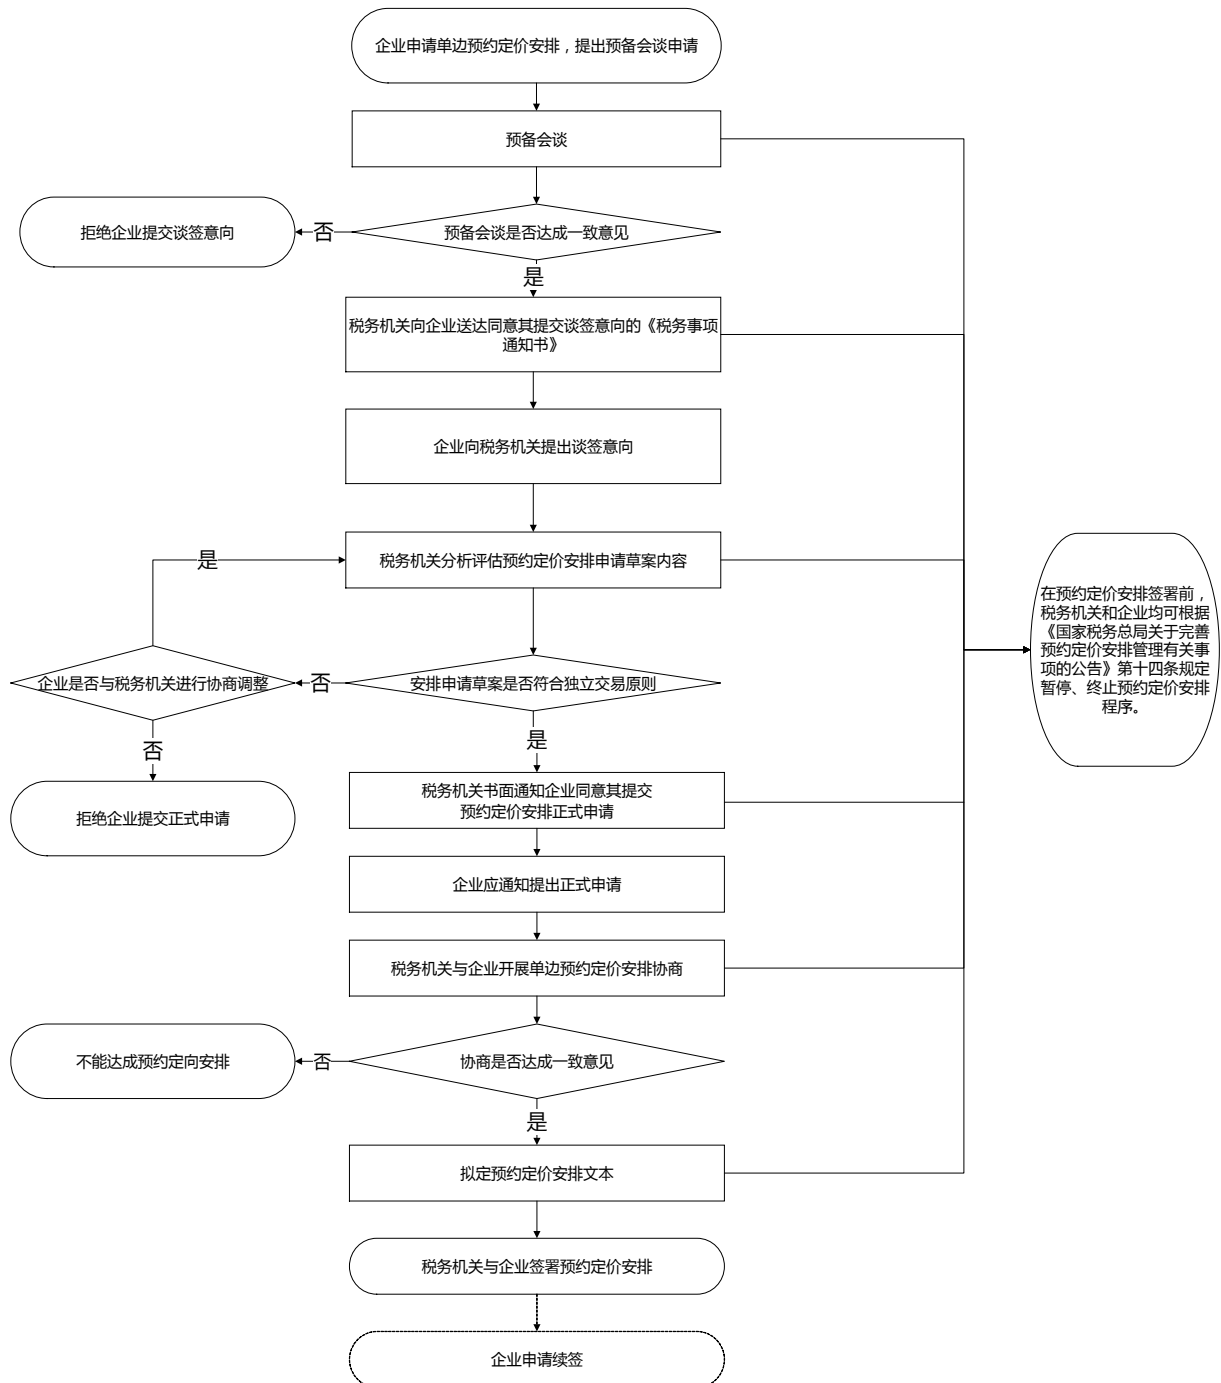 企业申请单边预约定价安排，提出预备会谈申请
预备会谈
拒绝企业提交谈签意向
否
预备会谈是否达成一致意见
是
税务机关向企业送达同意其提交谈签意向的《税务事项
通知书》
企业向税务机关提出谈签意向
是
税务机关分析评估预约定价安排申请草案内容
在预约定价安排签署前，
税务机关和企业均可根据
《国家税务总局关于完善
预约定价安排管理有关事
项的公告》第十四条规定
暂停、终止预约定价安排
程序。
企业是否与税务机关进行协商调整
否
安排申请草案是否符合独立交易原则
否
是
拒绝企业提交正式申请
税务机关书面通知企业同意其提交
预约定价安排正式申请
企业应通知提出正式申请
税务机关与企业开展单边预约定价安排协商
不能达成预约定向安排
否
协商是否达成一致意见
是
拟定预约定价安排文本
税务机关与企业签署预约定价安排
企业申请续签